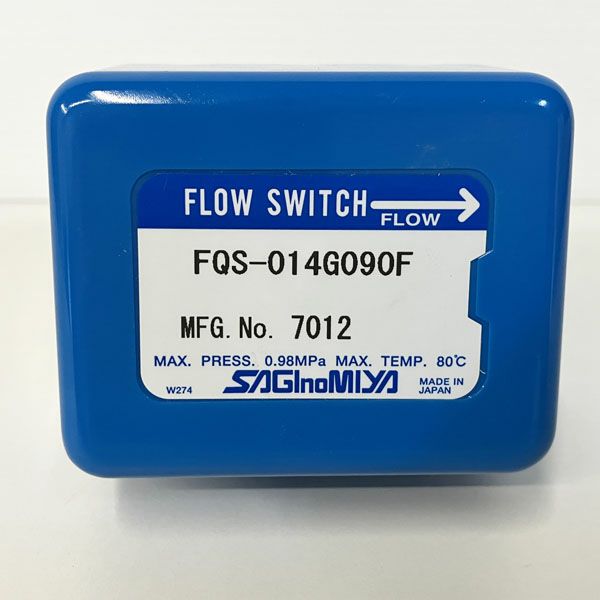 FLOW SWITCH
FLOW
FQS-014G090F
MFG.No. 7012
MAX. PRESS. 0.98MPa MAX. TEMP. 80℃
W274 SAGInoMIYA MADE IN JAPAN